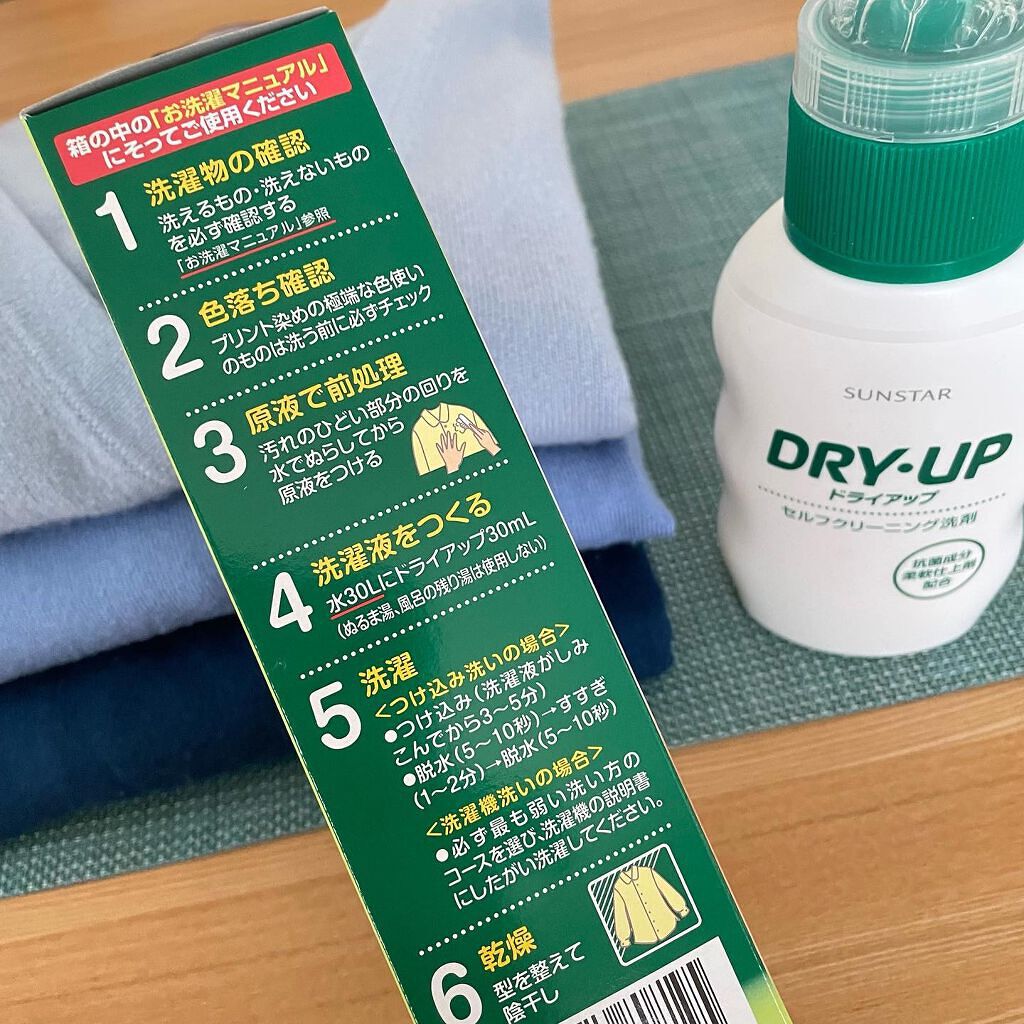 箱の中の「お洗濯マニュアル」
にそってご使用ください
1 洗濯物の確認
洗えるもの・洗えないもの
を必ず確認する
「お洗濯マニュアル」参照
2 色落ち確認
プリント染めの極端な色使い
のものは洗う前に必ずチェック
3 原液で前処理
汚れのひどい部分の回りを
水でぬらしてから
原液をつける
4 洗濯液をつくる
水30Lにドライアップ30mL
(ぬるま湯、風呂の残り湯は使用しない)
5 洗濯
<つけ込み洗いの場合>
●つけ込み(洗濯液がしみ
こんでから3〜5分)
●脱水(5〜10秒)→すすぎ
(1〜2分)→脱水(5〜10秒)
<洗濯機洗いの場合>
●必ず最も弱い洗い方の
コースを選び、洗濯機の説明書
にしたがい洗濯してください。
6 乾燥
型を整えて
陰干し
SUNSTAR
DRY・UP
ドライアップ
セルフクリーニング洗剤
抗菌成分
柔軟仕上剤
配合